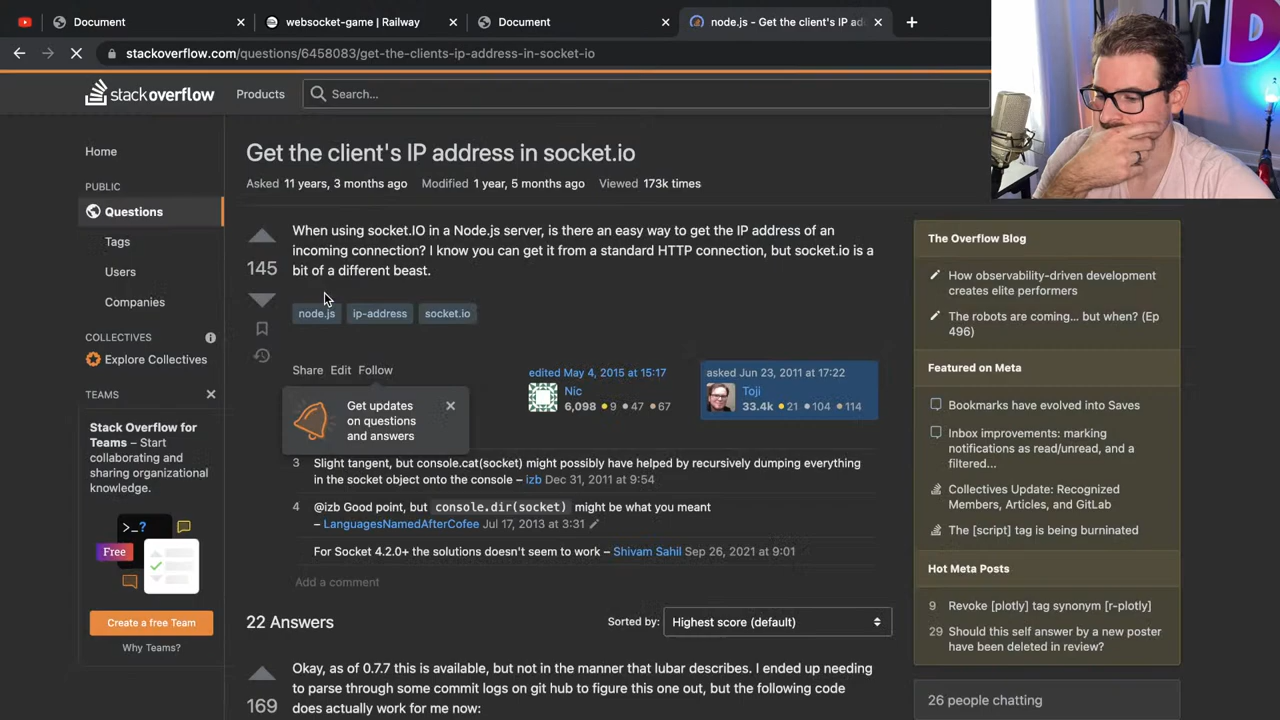 Document
websocket-game | Railway
Document
node.js - Get the client's IP ad
stackoverflow.com/questions/6458083/get-the-clients-ip-address-in-socket-io
stackoverflow
Products
Search...
Home
PUBLIC
Questions
Tags
Users
Companies
COLLECTIVES
Explore Collectives
TEAMS
Stack Overflow for
Teams – Start
collaborating and
sharing organizational
knowledge.
>_?
Free
Create a free Team
Why Teams?
Get the client's IP address in socket.io
Asked 11 years, 3 months ago Modified 1 year, 5 months ago Viewed 173k times
145
When using socket.IO in a Node.js server, is there an easy way to get the IP address of an
incoming connection? I know you can get it from a standard HTTP connection, but socket.io is a
bit of a different beast.
node.js ip-address socket.io
Share Edit Follow
edited May 4, 2015 at 15:17
Nic
6,098 9 47 67
asked Jun 23, 2011 at 17:22
Toji
33.4k 21 104 114
Get updates
on questions
and answers
3 Slight tangent, but console.cat(socket) might possibly have helped by recursively dumping everything
in the socket object onto the console – izb Dec 31, 2011 at 9:54
4 @izb Good point, but console.dir(socket) might be what you meant
– LanguagesNamedAfterCofee Jul 17, 2013 at 3:31
For Socket 4.2.0+ the solutions doesn't seem to work – Shivam Sahil Sep 26, 2021 at 9:01
Add a comment
22 Answers
Sorted by: Highest score (default)
169
Okay, as of 0.7.7 this is available, but not in the manner that lubar describes. I ended up needing
to parse through some commit logs on git hub to figure this one out, but the following code
does actually work for me now:
The Overflow Blog
How observability-driven development
creates elite performers
The robots are coming... but when? (Ep
496)
Featured on Meta
Bookmarks have evolved into Saves
Inbox improvements: marking
notifications as read/unread, and a
filtered...
Collectives Update: Recognized
Members, Articles, and GitLab
The [script] tag is being burninated
Hot Meta Posts
9 Revoke [plotly] tag synonym [r-plotly]
29 Should this self answer by a new poster
have been deleted in review?
26 people chatting